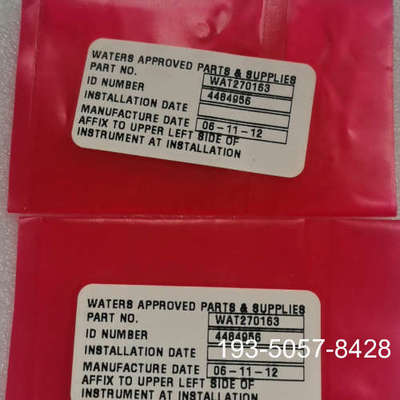 WATERS APPROVED PARTS & SUPPLIES
PART NO. WAT270163
ID NUMBER 4484956
INSTALLATION DATE
MANUFACTURE DATE 06-11-12
AFFIX TO UPPER LEFT SIDE OF
INSTRUMENT AT INSTALLATION
WATERS APPROVED PARTS & SUPPLIES
PART NO. WAT270163
ID NUMBER 4484956
INSTALLATION DATE
193-5057-8428
MANUFACTURE DATE 06-11-12
AFFIX TO UPPER LEFT SIDE OF
INSTRUMENT AT INSTALLATION